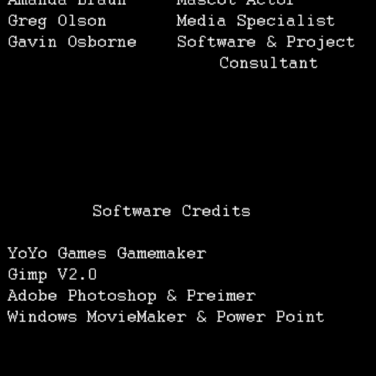 Amanda Braun Mascot Actor
Greg Olson Media Specialist
Gavin Osborne Software & Project
Consultant
Software Credits
YoYo Games Gamemaker
Gimp V2.0
Adobe Photoshop & Preimer
Windows MovieMaker & Power Point